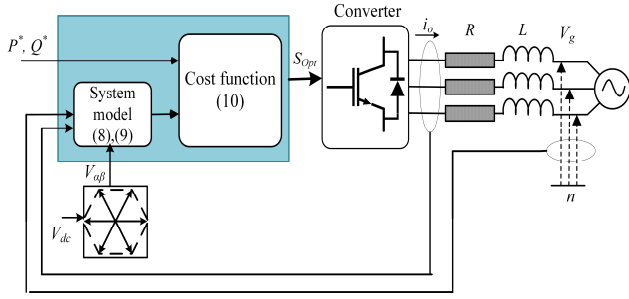 Converter
P*, Q*
Cost function
(10)
S_Opt
i_o
R
L
V_g
System
model
(8),(9)
V_αβ
V_dc
n